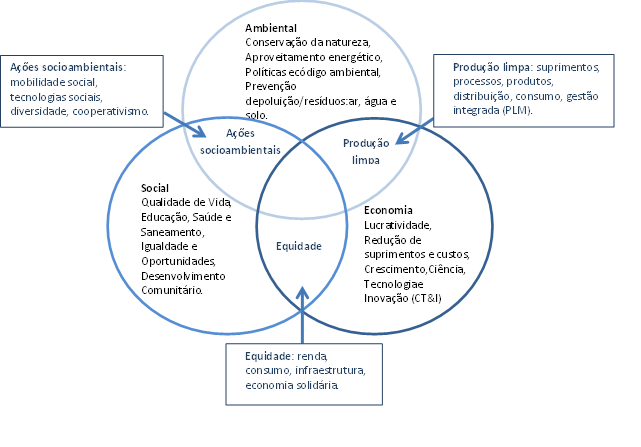 Ambiental
Conservação da natureza,
Aproveitamento energético,
Políticas ecódigo ambiental,
Prevenção
depoluição/resíduos:ar, água e
solo.
Ações socioambientais:
mobilidade social,
tecnologias sociais,
diversidade, cooperativismo.
Produção limpa: suprimentos,
processos, produtos,
distribuição, consumo, gestão
integrada (PLM).
Ações
socioambientais
Produção
limpa
Social
Qualidade de Vida,
Educação, Saúde e
Saneamento,
Igualdade e
Oportunidades,
Desenvolvimento
Comunitário.
Equidade
Economia
Lucratividade,
Redução de
suprimentos e custos,
Crescimento,Ciência,
Tecnologiae
Inovação (CT&I)
Equidade: renda,
consumo, infraestrutura,
economia solidária.